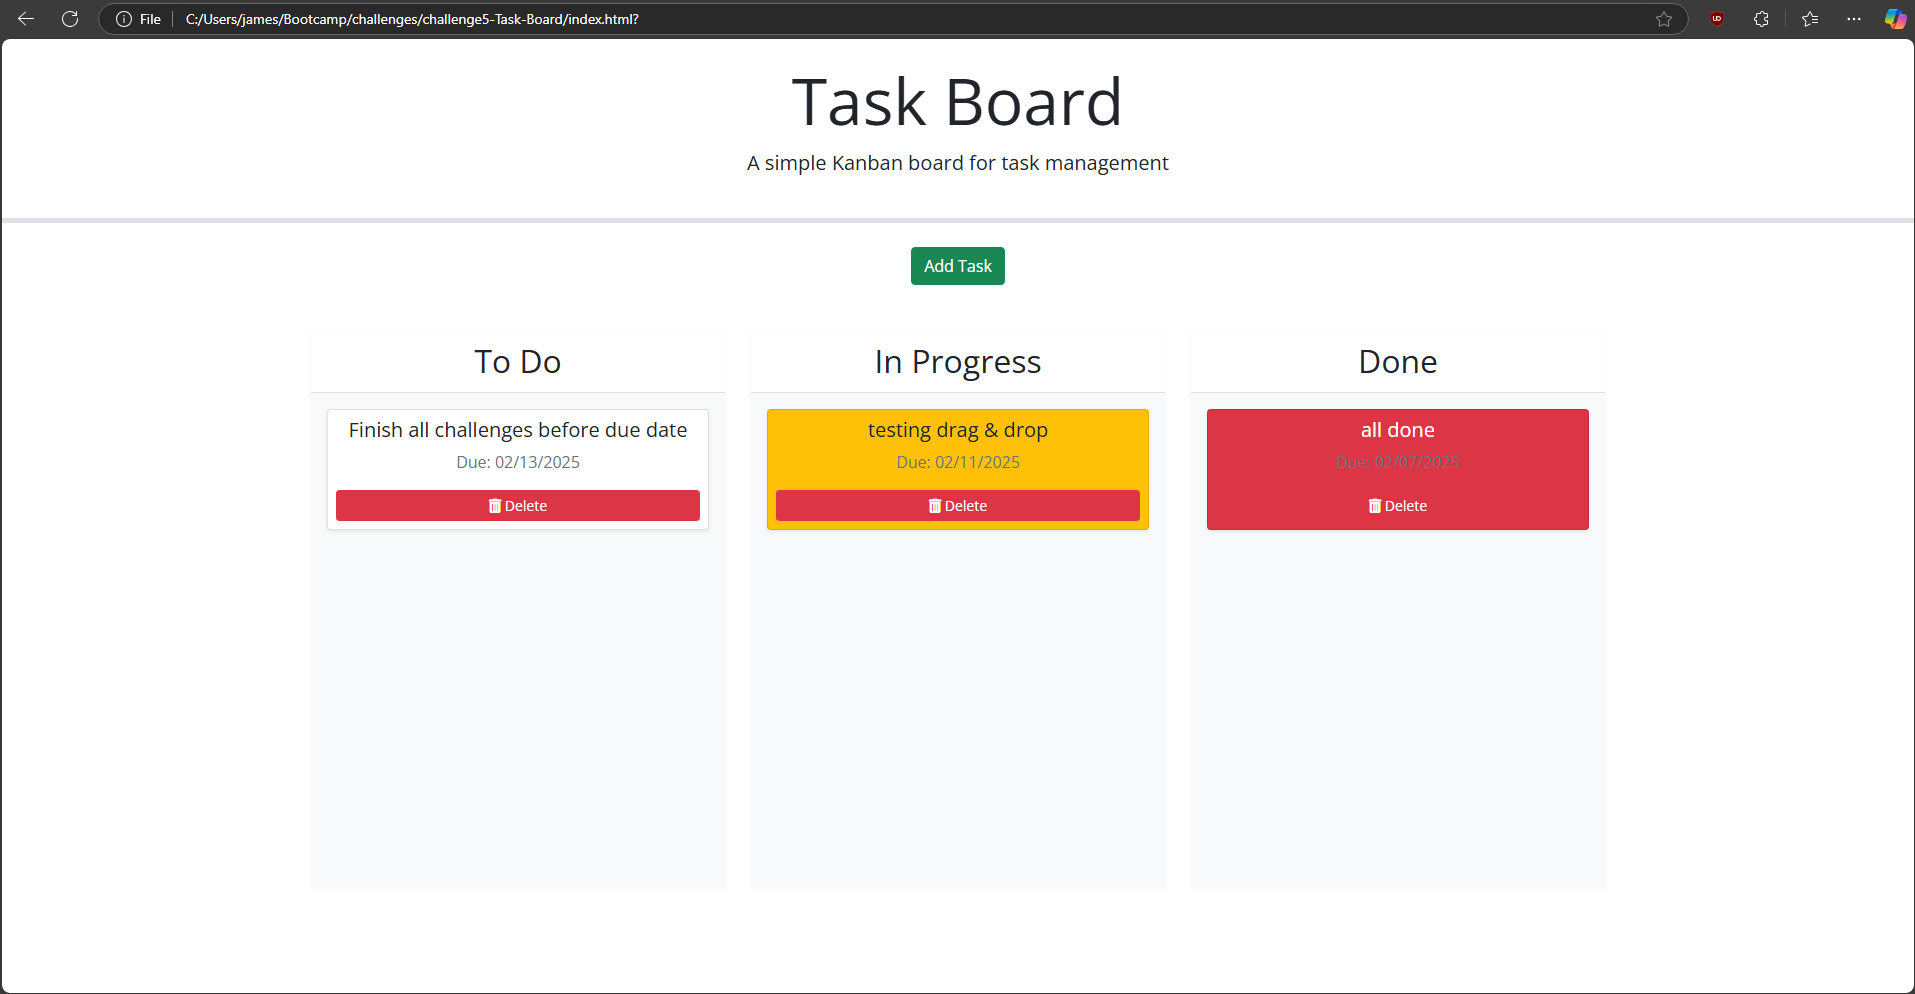 File C:/Users/james/Bootcamp/challenges/challenge5-Task-Board/index.html?
Task Board
A simple Kanban board for task management
Add Task
To Do
Finish all challenges before due date
Due: 02/13/2025
Delete
In Progress
testing drag & drop
Due: 02/11/2025
Delete
Done
all done
Due: 02/07/2025
Delete